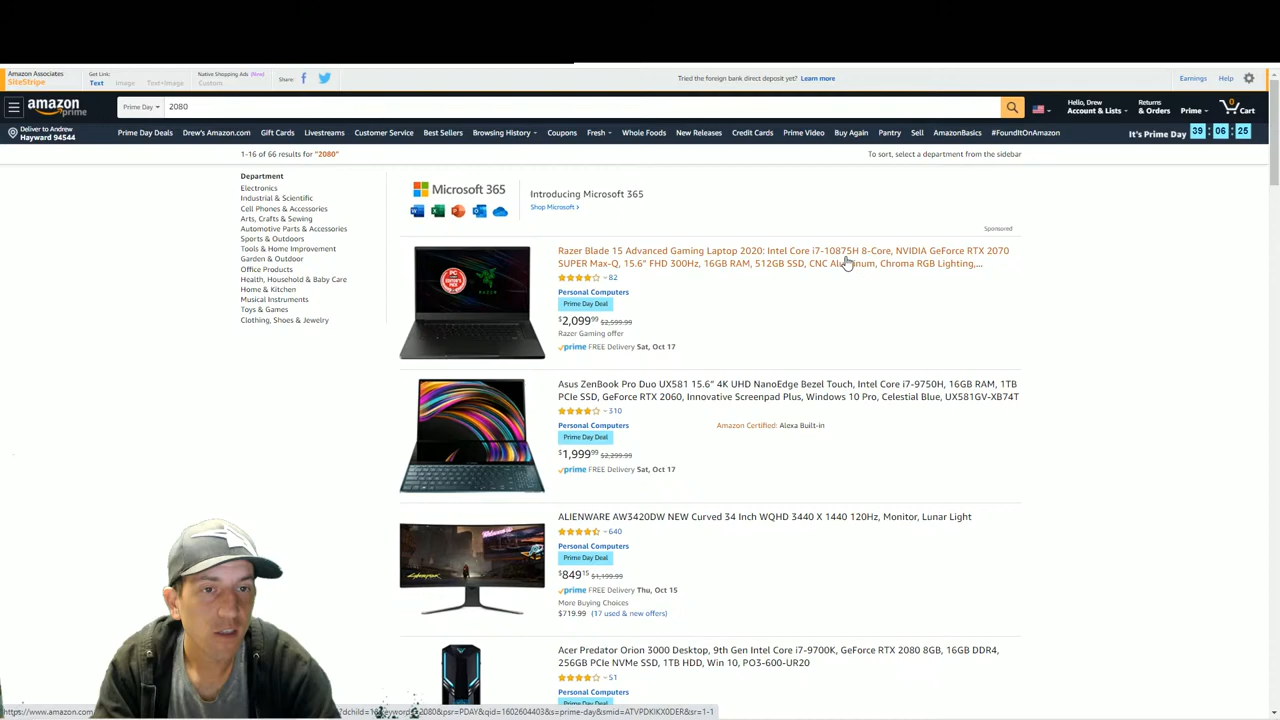 Amazon Associates
Get Link:
Native Shopping Ads (New)
SiteStripe
Text
Image
Text+Image
Custom
Share:
Tried the foreign bank direct deposit yet? Learn more
Earnings
Help
amazon
prime
Prime Day
2080
Hello, Drew
Account & Lists
Returns
& Orders
Prime
0
Cart
Deliver to Andrew
Hayward 94544
Prime Day Deals
Drew's Amazon.com
Gift Cards
Livestreams
Customer Service
Best Sellers
Browsing History
Coupons
Fresh
Whole Foods
New Releases
Credit Cards
Prime Video
Buy Again
Pantry
Sell
AmazonBasics
#FoundItOnAmazon
It's Prime Day 39 : 06 : 25
1-16 of 66 results for "2080"
To sort, select a department from the sidebar
Department
Electronics
Industrial & Scientific
Cell Phones & Accessories
Arts, Crafts & Sewing
Automotive Parts & Accessories
Sports & Outdoors
Tools & Home Improvement
Garden & Outdoor
Office Products
Health, Household & Baby Care
Home & Kitchen
Musical Instruments
Toys & Games
Clothing, Shoes & Jewelry
Microsoft 365
Introducing Microsoft 365
Shop Microsoft ›
Sponsored
Razer Blade 15 Advanced Gaming Laptop 2020: Intel Core i7-10875H 8-Core, NVIDIA GeForce RTX 2070
SUPER Max-Q, 15.6" FHD 300Hz, 16GB RAM, 512GB SSD, CNC Aluminum, Chroma RGB Lighting,...
82
Personal Computers
Prime Day Deal
$2,099 99 $2,599.99
Razer Gaming offer
prime FREE Delivery Sat, Oct 17
Asus ZenBook Pro Duo UX581 15.6" 4K UHD NanoEdge Bezel Touch, Intel Core i7-9750H, 16GB RAM, 1TB
PCIe SSD, GeForce RTX 2060, Innovative Screenpad Plus, Windows 10 Pro, Celestial Blue, UX581GV-XB74T
310
Personal Computers
Amazon Certified: Alexa Built-in
Prime Day Deal
$1,999 99 $2,299.99
prime FREE Delivery Sat, Oct 17
ALIENWARE AW3420DW NEW Curved 34 Inch WQHD 3440 X 1440 120Hz, Monitor, Lunar Light
640
Personal Computers
Prime Day Deal
$849 15 $1,199.99
prime FREE Delivery Thu, Oct 15
More Buying Choices
$719.99 (17 used & new offers)
Acer Predator Orion 3000 Desktop, 9th Gen Intel Core i7-9700K, GeForce RTX 2080 8GB, 16GB DDR4,
256GB PCIe NVMe SSD, 1TB HDD, Win 10, PO3-600-UR20
51
Personal Computers
Prime Day Deal